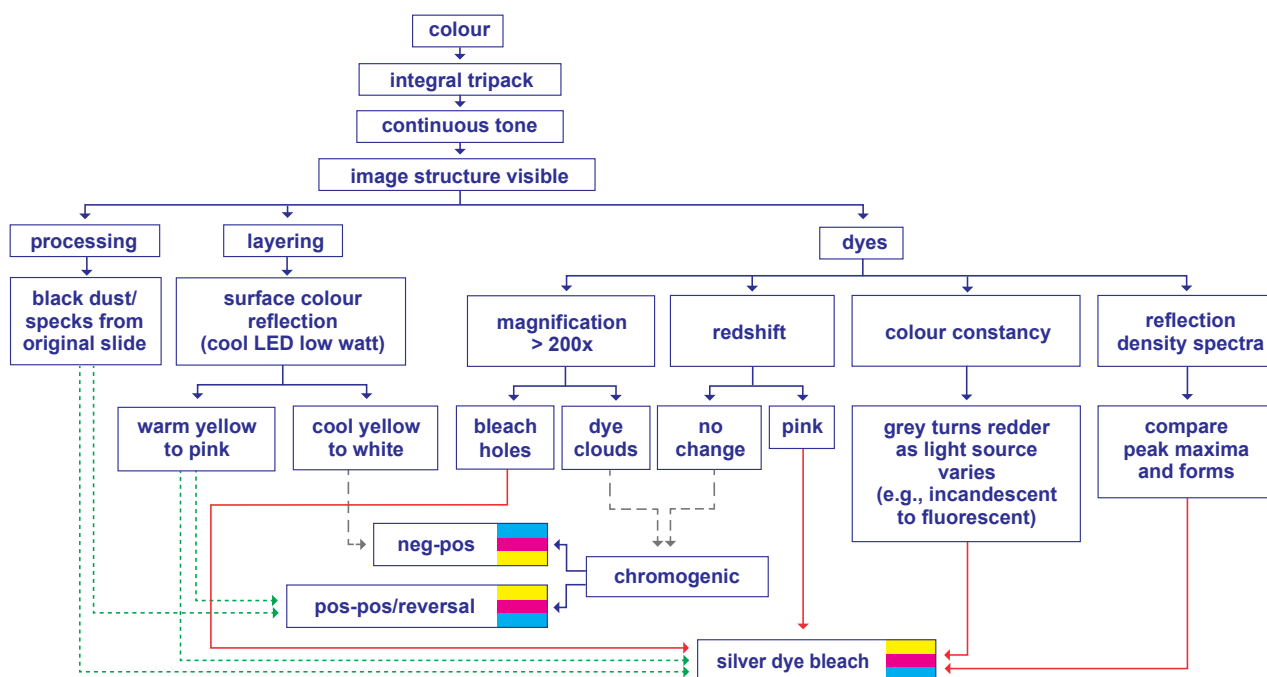 colour
integral tripack
continuous tone
image structure visible
processing
layering
dyes
black dust/
specks from
original slide
surface colour
reflection
(cool LED low watt)
magnification
> 200x
redshift
colour constancy
reflection
density spectra
warm yellow
to pink
cool yellow
to white
bleach
holes
dye
clouds
no
change
pink
grey turns redder
as light source
varies
(e.g., incandescent
to fluorescent)
compare
peak maxima
and forms
neg-pos
chromogenic
pos-pos/reversal
silver dye bleach